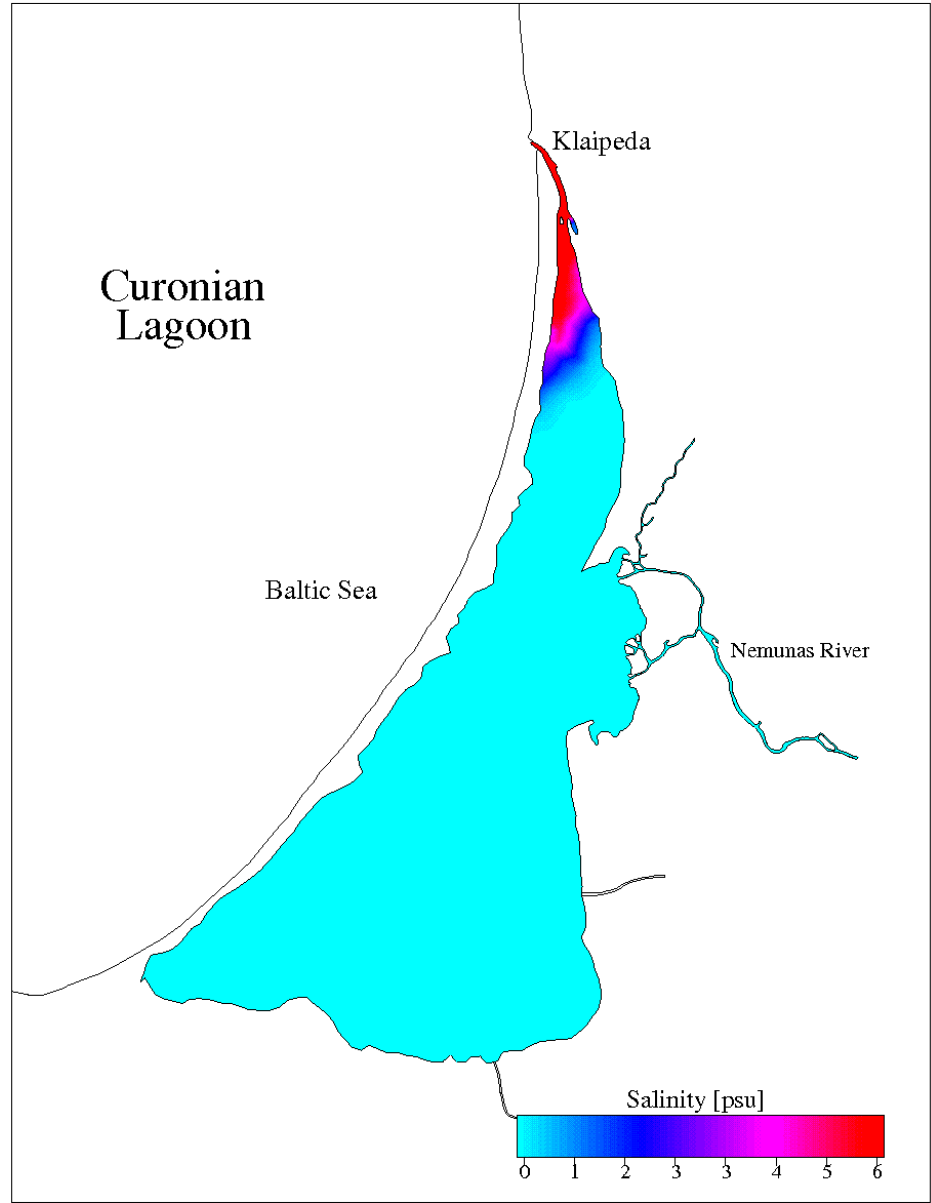 Klaipeda
Curonian
Lagoon
Baltic Sea
Nemunas River
Salinity [psu]
0 1 2 3 3 4 5 6